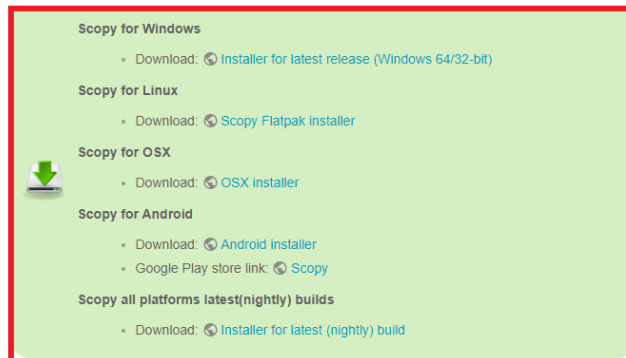 Scopy for Windows
Download: Installer for latest release (Windows 64/32-bit)
Scopy for Linux
Download: Scopy Flatpak installer
Scopy for OSX
Download: OSX installer
Scopy for Android
Download: Android installer
Google Play store link: Scopy
Scopy all platforms latest(nightly) builds
Download: Installer for latest (nightly) build